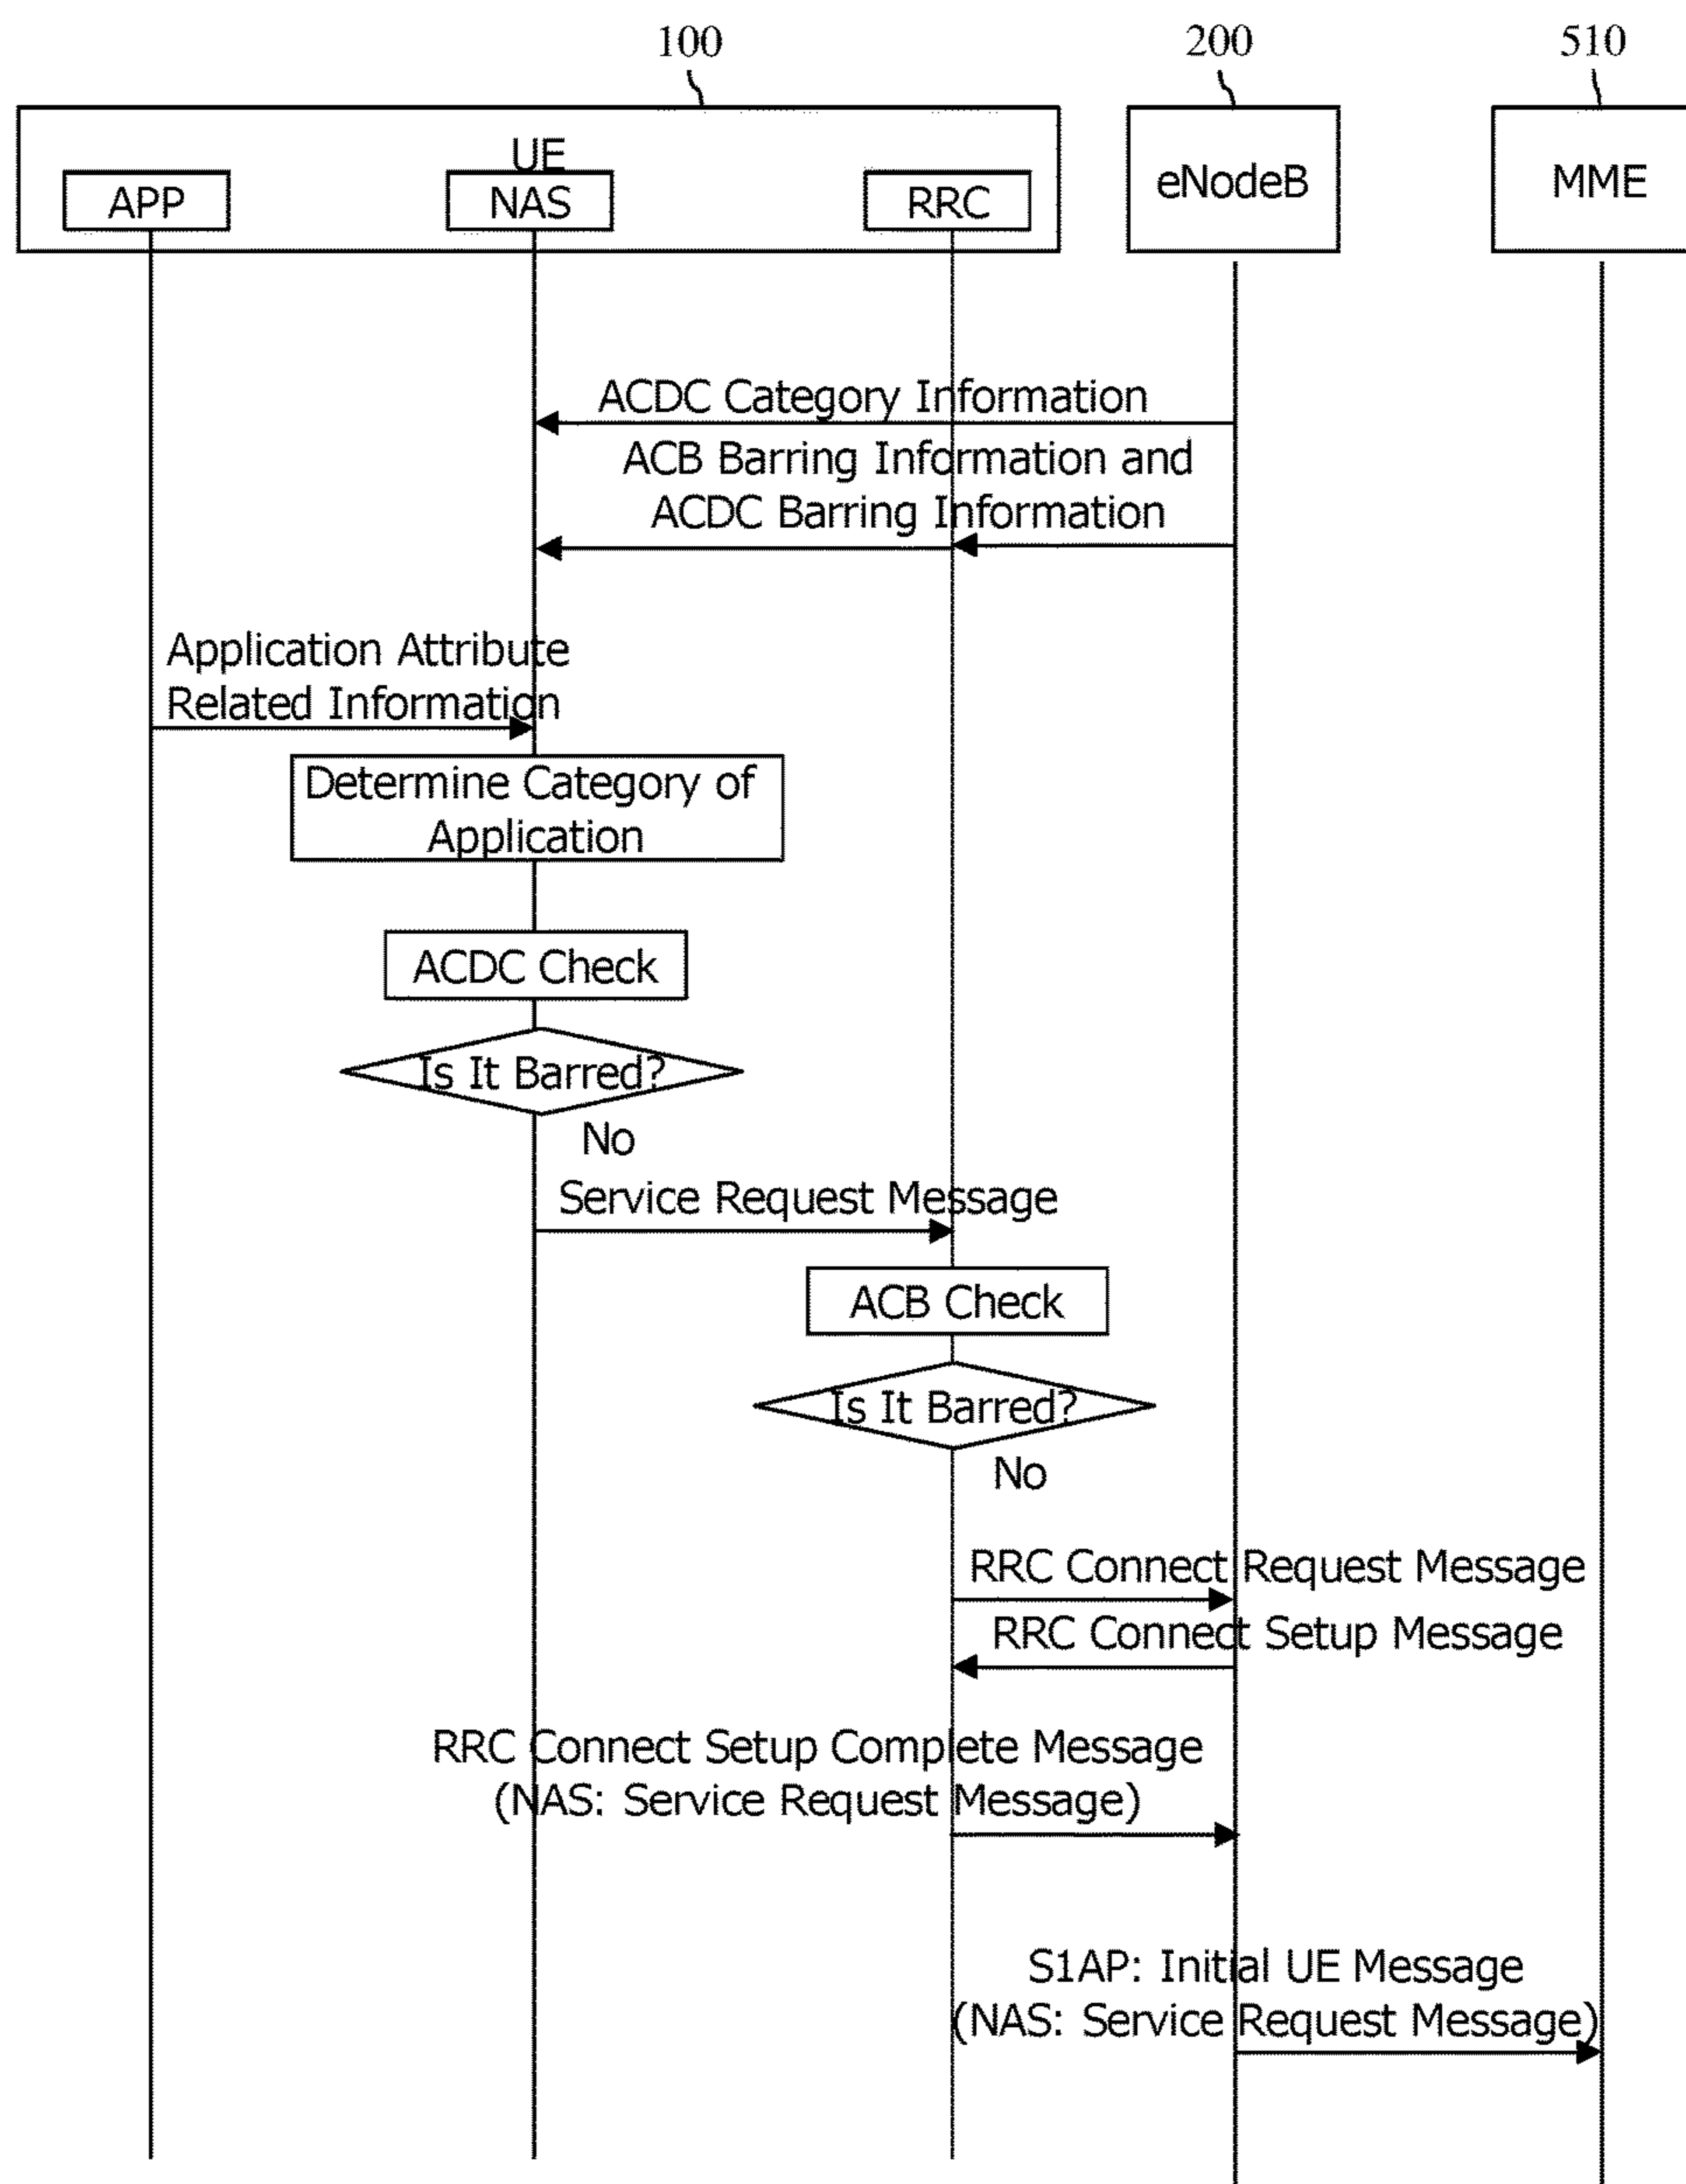 100
200
510
UE
APP
NAS
RRC
eNodeB
MME
ACDC Category Information
ACB Barring Information and
ACDC Barring Information
Application Attribute
Related Information
Determine Category of
Application
ACDC Check
Is It Barred?
No
Service Request Message
ACB Check
Is It Barred?
No
RRC Connect Request Message
RRC Connect Setup Message
RRC Connect Setup Complete Message
(NAS: Service Request Message)
S1AP: Initial UE Message
(NAS: Service Request Message)